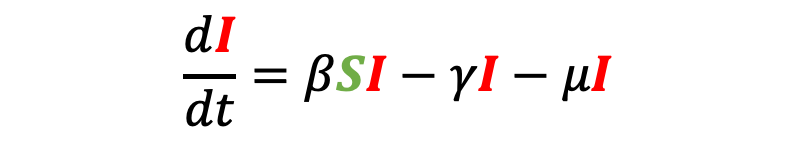 dI/dt = βSI − γI − μI